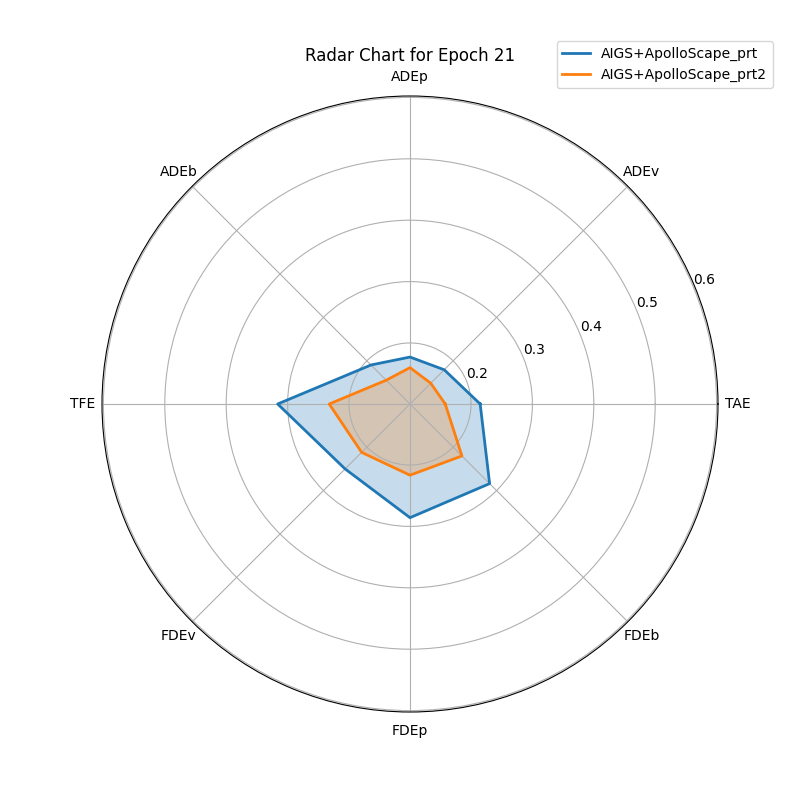 AIGS+ApolloScape_prt
AIGS+ApolloScape_prt2
Radar Chart for Epoch 21
ADEp
ADEb
ADEv
0.6
0.5
0.4
0.3
0.2
TFE
TAE
FDEv
FDEb
FDEp